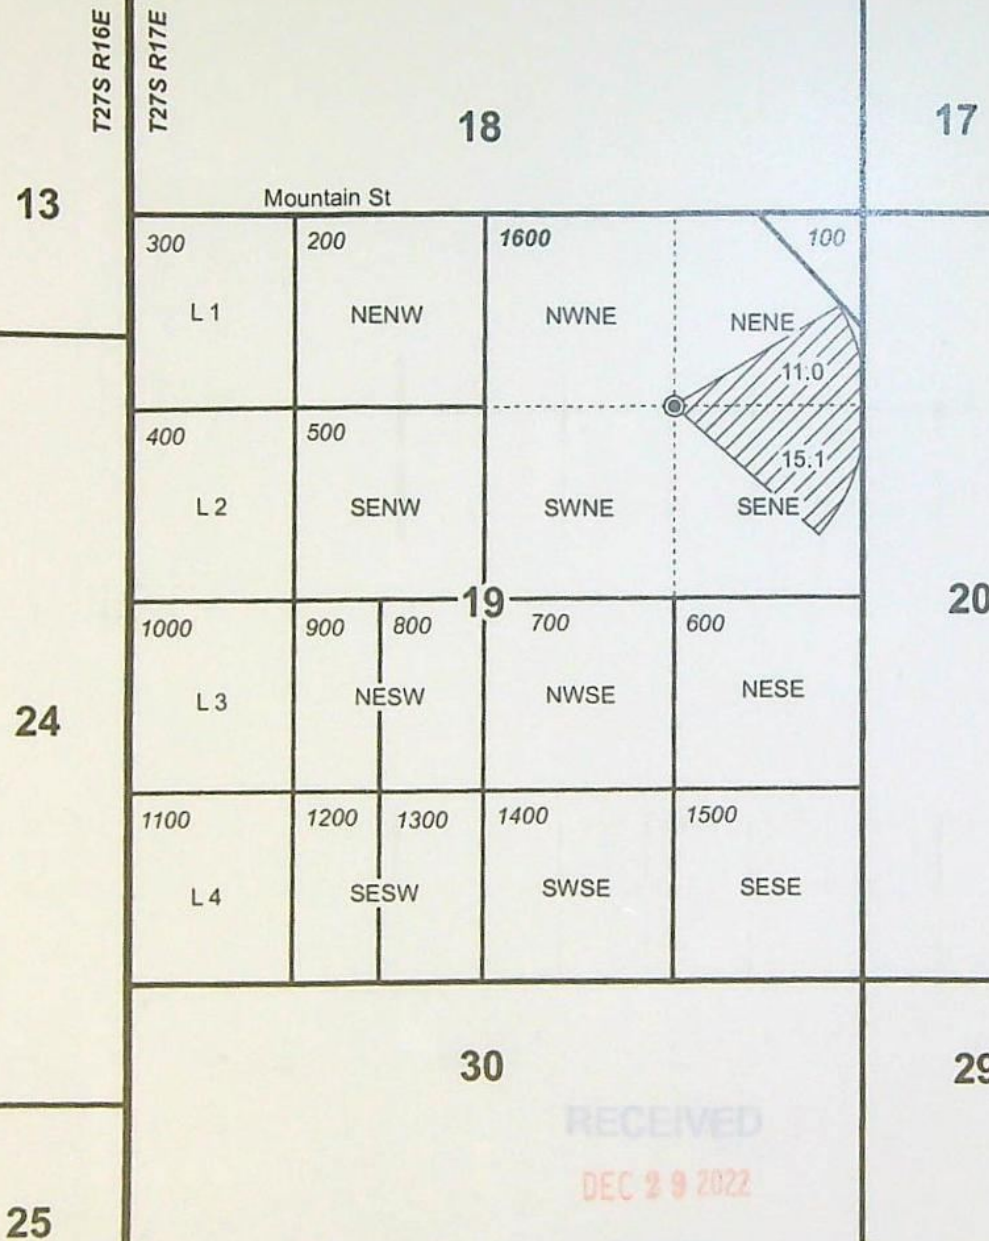 T27S R16E
T27S R17E
18
17
13
Mountain St
300
200
1600
100
L 1
NENW
NWNE
NENE
11.0
400
500
15.1
L 2
SENW
SWNE
SENE
19
20
1000
900
800
700
600
L 3
NESW
NWSE
NESE
24
1100
1200
1300
1400
1500
L 4
SESW
SWSE
SESE
30
29
RECEIVED
DEC 29 2022
25